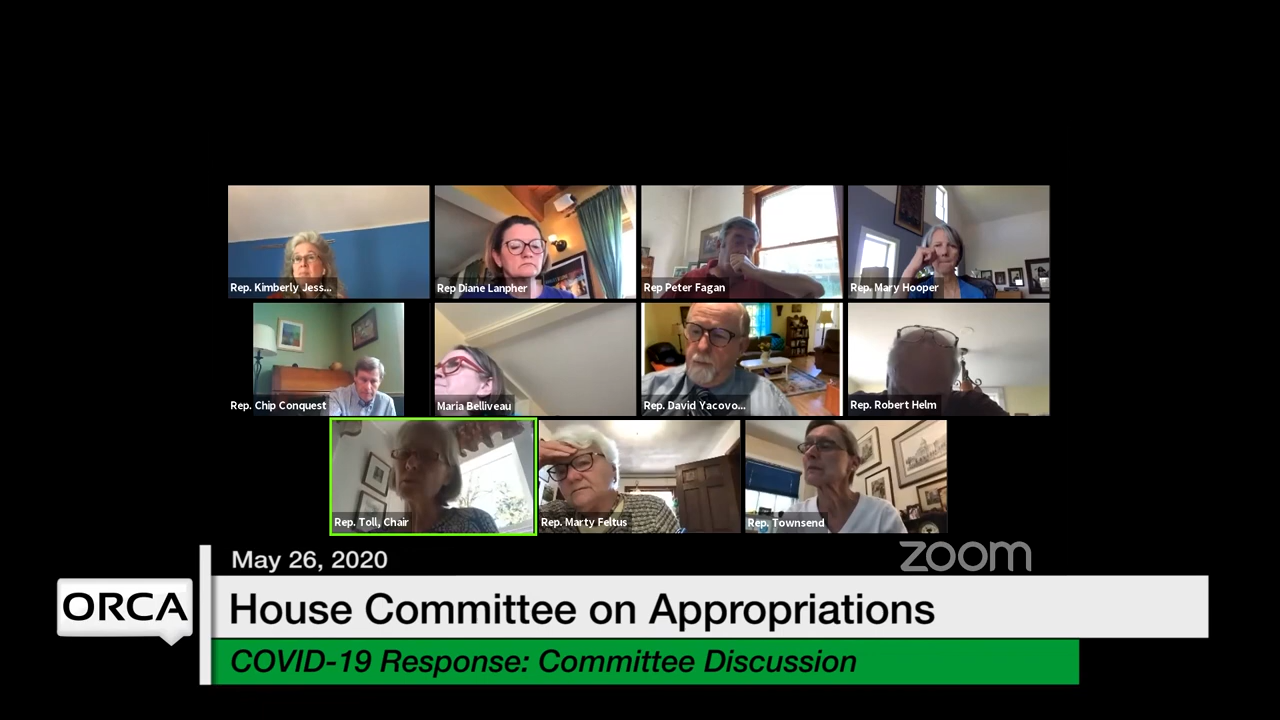 Rep. Kimberly Jess...
Rep Diane Lanpher
Rep Peter Fagan
Rep. Mary Hooper
Rep. Chip Conquest
Maria Belliveau
Rep. David Yacovo...
Rep. Robert Helm
Rep. Toll, Chair
Rep. Marty Feltus
Rep. Townsend
zoom
May 26, 2020
ORCA
House Committee on Appropriations
COVID-19 Response: Committee Discussion